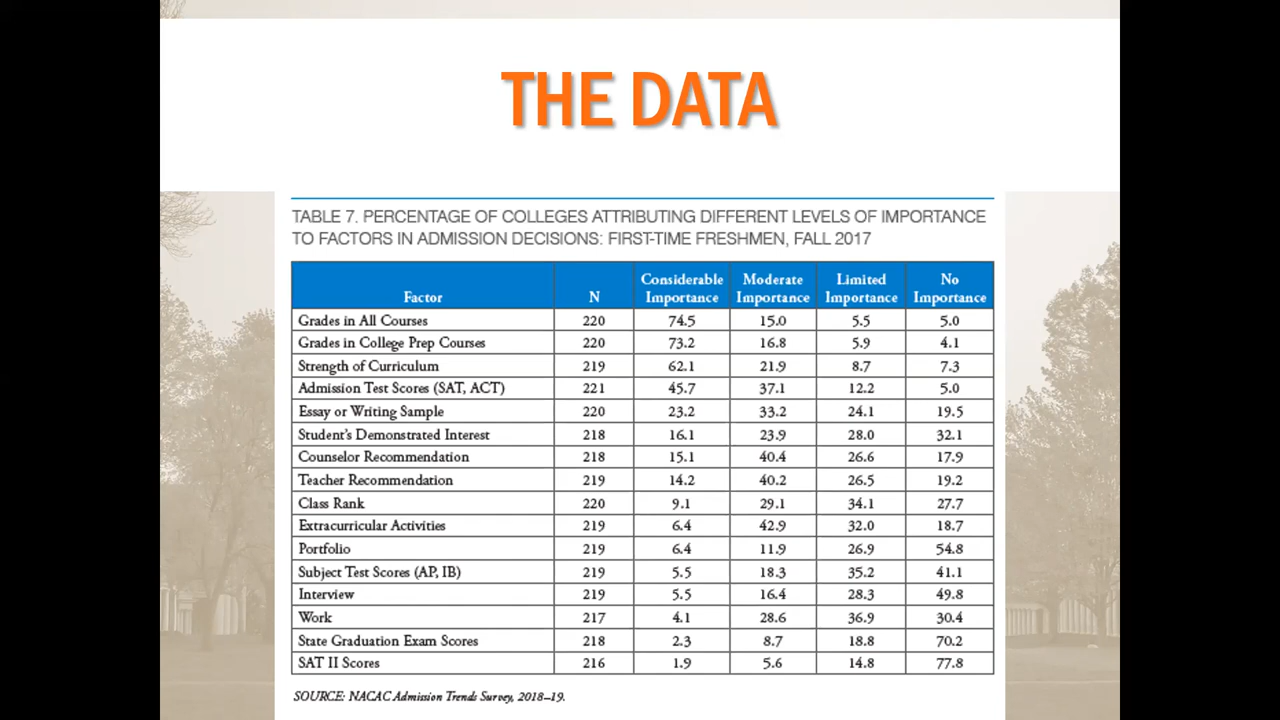 THE DATA
TABLE 7. PERCENTAGE OF COLLEGES ATTRIBUTING DIFFERENT LEVELS OF IMPORTANCE
TO FACTORS IN ADMISSION DECISIONS: FIRST-TIME FRESHMEN, FALL 2017
Factor N Considerable Importance Moderate Importance Limited Importance No Importance
Grades in All Courses 220 74.5 15.0 5.5 5.0
Grades in College Prep Courses 220 73.2 16.8 5.9 4.1
Strength of Curriculum 219 62.1 21.9 8.7 7.3
Admission Test Scores (SAT, ACT) 221 45.7 37.1 12.2 5.0
Essay or Writing Sample 220 23.2 33.2 24.1 19.5
Student's Demonstrated Interest 218 16.1 23.9 28.0 32.1
Counselor Recommendation 218 15.1 40.4 26.6 17.9
Teacher Recommendation 219 14.2 40.2 26.5 19.2
Class Rank 220 9.1 29.1 34.1 27.7
Extracurricular Activities 219 6.4 42.9 32.0 18.7
Portfolio 219 6.4 11.9 26.9 54.8
Subject Test Scores (AP, IB) 219 5.5 18.3 35.2 41.1
Interview 219 5.5 16.4 28.3 49.8
Work 217 4.1 28.6 36.9 30.4
State Graduation Exam Scores 218 2.3 8.7 18.8 70.2
SAT II Scores 216 1.9 5.6 14.8 77.8
SOURCE: NACAC Admission Trends Survey, 2018–19.